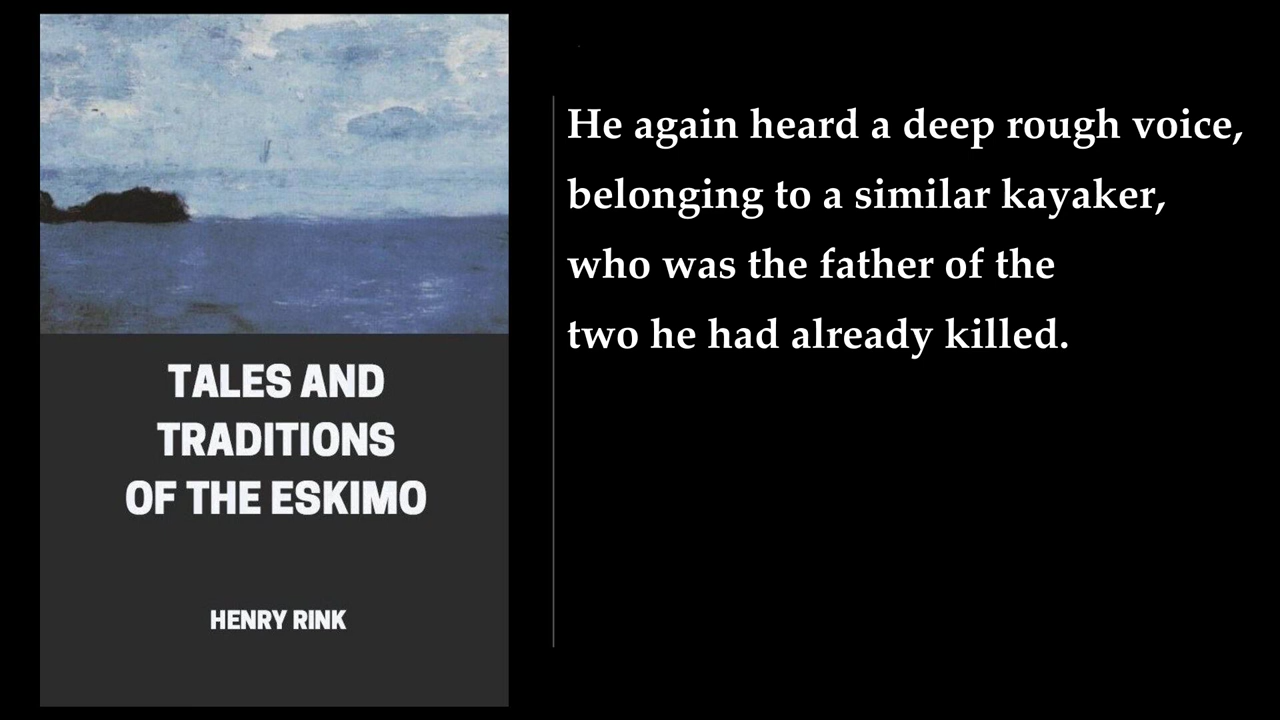 TALES AND
TRADITIONS
OF THE ESKIMO
HENRY RINK
He again heard a deep rough voice,
belonging to a similar kayaker,
who was the father of the
two he had already killed.